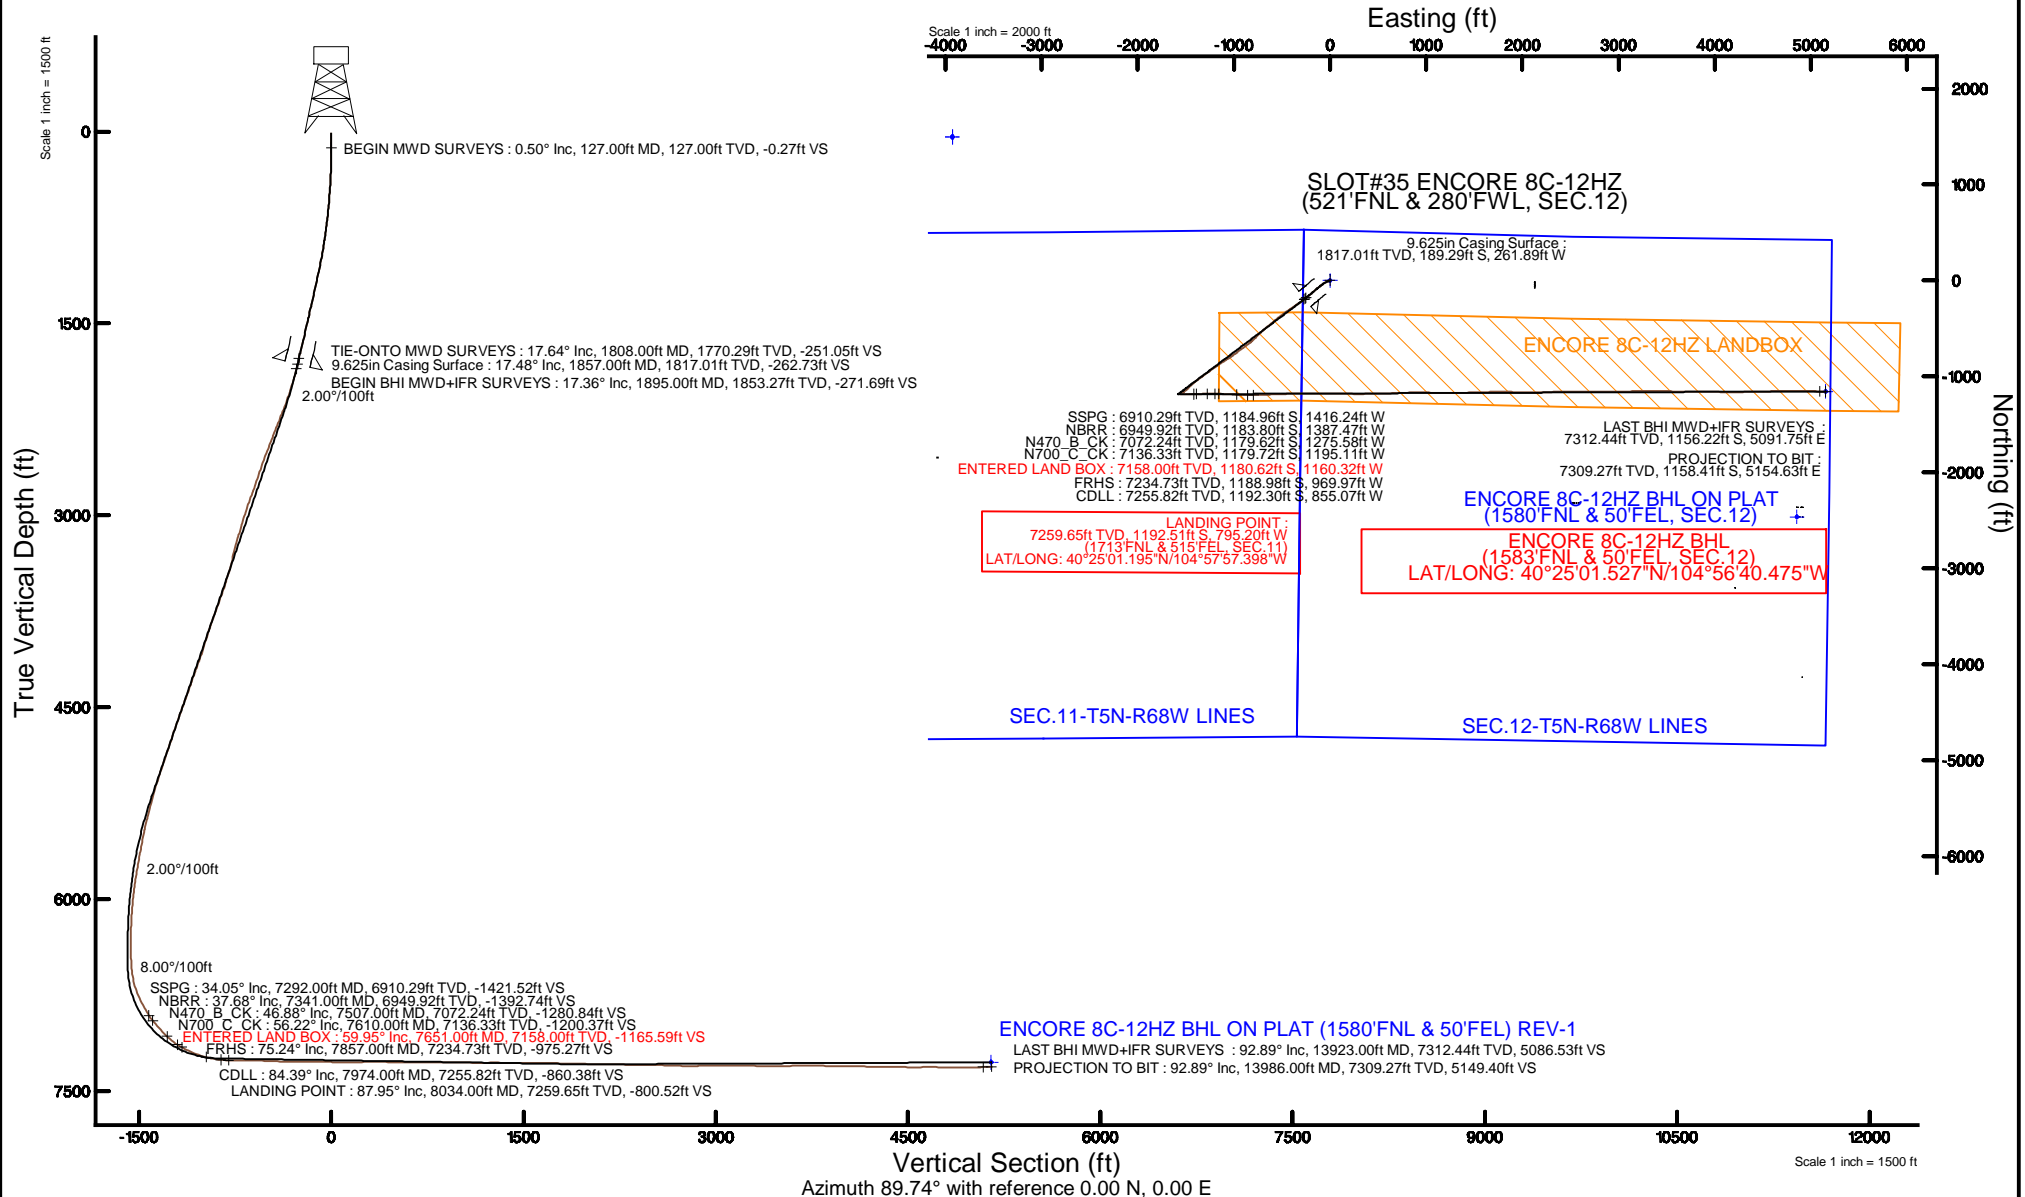 Easting (ft)
Scale 1 inch = 2000 ft
-4000 -3000 -2000 -1000 0 1000 2000 3000 4000 5000 6000
Scale 1 inch = 1500 ft
True Vertical Depth (ft)
0
1500
3000
4500
6000
7500
BEGIN MWD SURVEYS : 0.50° Inc, 127.00ft MD, 127.00ft TVD, -0.27ft VS
TIE-ONTO MWD SURVEYS : 17.64° Inc, 1808.00ft MD, 1770.29ft TVD, -251.05ft VS
9.625in Casing Surface : 17.48° Inc, 1857.00ft MD, 1817.01ft TVD, -262.73ft VS
BEGIN BHI MWD+IFR SURVEYS : 17.36° Inc, 1895.00ft MD, 1853.27ft TVD, -271.69ft VS
2.00°/100ft
2.00°/100ft
8.00°/100ft
SSPG : 34.05° Inc, 7292.00ft MD, 6910.29ft TVD, -1421.52ft VS
NBRR : 37.68° Inc, 7341.00ft MD, 6949.92ft TVD, -1392.74ft VS
N470_B_CK : 46.88° Inc, 7507.00ft MD, 7072.24ft TVD, -1280.84ft VS
N700_C_CK : 56.22° Inc, 7610.00ft MD, 7136.33ft TVD, -1200.37ft VS
ENTERED LAND BOX : 59.95° Inc, 7651.00ft MD, 7158.00ft TVD, -1165.59ft VS
FRHS : 75.24° Inc, 7857.00ft MD, 7234.73ft TVD, -975.27ft VS
CDLL : 84.39° Inc, 7974.00ft MD, 7255.82ft TVD, -860.38ft VS
LANDING POINT : 87.95° Inc, 8034.00ft MD, 7259.65ft TVD, -800.52ft VS
ENCORE 8C-12HZ BHL ON PLAT (1580'FNL & 50'FEL) REV-1
LAST BHI MWD+IFR SURVEYS : 92.89° Inc, 13923.00ft MD, 7312.44ft TVD, 5086.53ft VS
PROJECTION TO BIT : 92.89° Inc, 13986.00ft MD, 7309.27ft TVD, 5149.40ft VS
-1500 0 1500 3000 4500 6000 7500 9000 10500 12000
Vertical Section (ft)
Azimuth 89.74° with reference 0.00 N, 0.00 E
Scale 1 inch = 1500 ft
SLOT#35 ENCORE 8C-12HZ
(521'FNL & 280'FWL, SEC.12)
9.625in Casing Surface :
1817.01ft TVD, 189.29ft S, 261.89ft W
ENCORE 8C-12HZ LANDBOX
SSPG : 6910.29ft TVD, 1184.96ft S, 1416.24ft W
NBRR : 6949.92ft TVD, 1183.80ft S, 1387.47ft W
N470_B_CK : 7072.24ft TVD, 1179.62ft S, 1275.58ft W
N700_C_CK : 7136.33ft TVD, 1179.72ft S, 1195.11ft W
ENTERED LAND BOX : 7158.00ft TVD, 1180.62ft S, 1160.32ft W
FRHS : 7234.73ft TVD, 1188.98ft S, 969.97ft W
CDLL : 7255.82ft TVD, 1192.30ft S, 855.07ft W
LANDING POINT :
7259.65ft TVD, 1192.51ft S, 795.20ft W
(1713'FNL & 515'FEL, SEC.11)
LAT/LONG: 40°25'01.195"N/104°57'57.398"W
LAST BHI MWD+IFR SURVEYS :
7312.44ft TVD, 1156.22ft S, 5091.75ft E
PROJECTION TO BIT :
7309.27ft TVD, 1158.41ft S, 5154.63ft E
ENCORE 8C-12HZ BHL ON PLAT
(1580'FNL & 50'FEL, SEC.12)
ENCORE 8C-12HZ BHL
(1583'FNL & 50'FEL, SEC.12)
LAT/LONG: 40°25'01.527"N/104°56'40.475"W
SEC.11-T5N-R68W LINES
SEC.12-T5N-R68W LINES
2000
1000
0
-1000
-2000
-3000
-4000
-5000
-6000
Northing (ft)